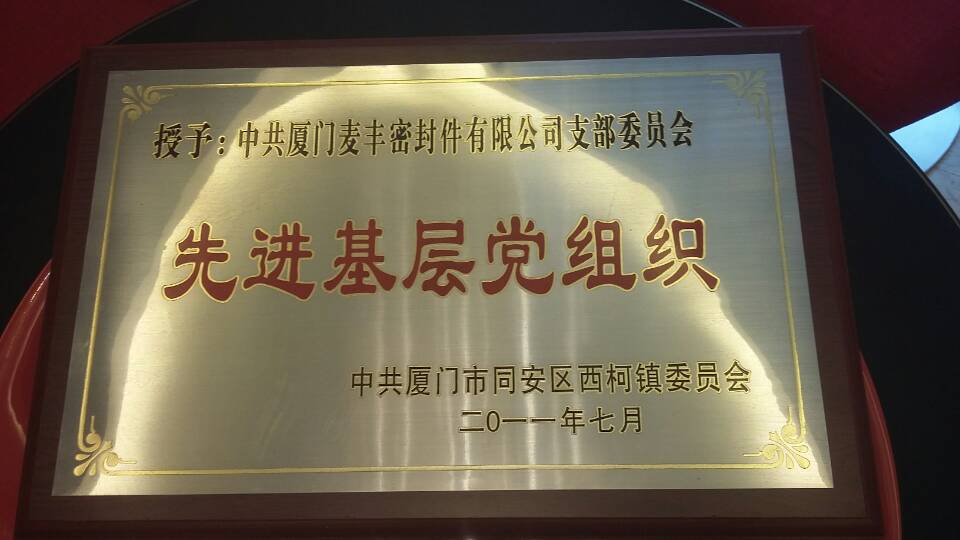 授予：中共厦门麦丰密封件有限公司支部委员会
先进基层党组织
中共厦门市同安区西柯镇委员会
二0一一年七月